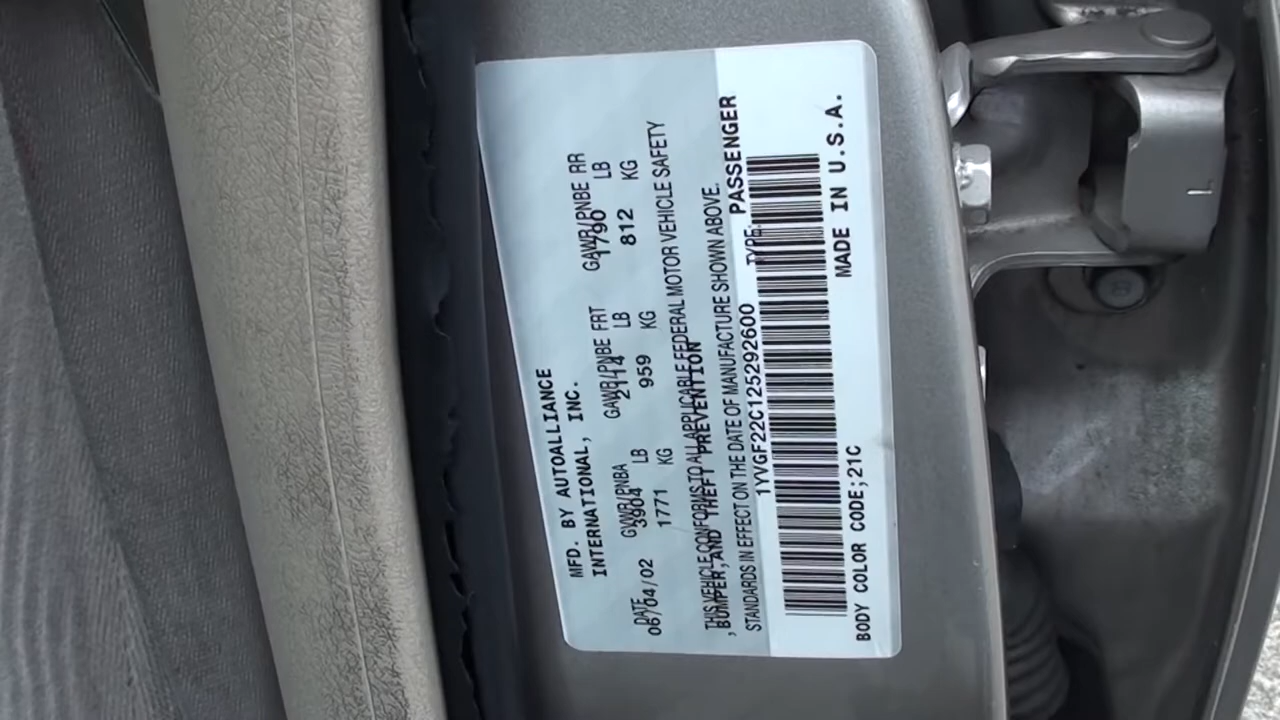 MFD. BY AUTOALLIANCE
INTERNATIONAL, INC.
DATE GVWR/PNBA GAWR/PNBE FRT GAWR/PNBE RR
06/04/02 3904 LB 2114 LB 1790 LB
1771 KG 959 KG 812 KG
THIS VEHICLE CONFORMS TO ALL APPLICABLE FEDERAL MOTOR VEHICLE SAFETY
, BUMPER, AND THEFT PREVENTION
STANDARDS IN EFFECT ON THE DATE OF MANUFACTURE SHOWN ABOVE.
1YVGF22C125292600 TYPE: PASSENGER
BODY COLOR CODE;21C MADE IN U.S.A.
L